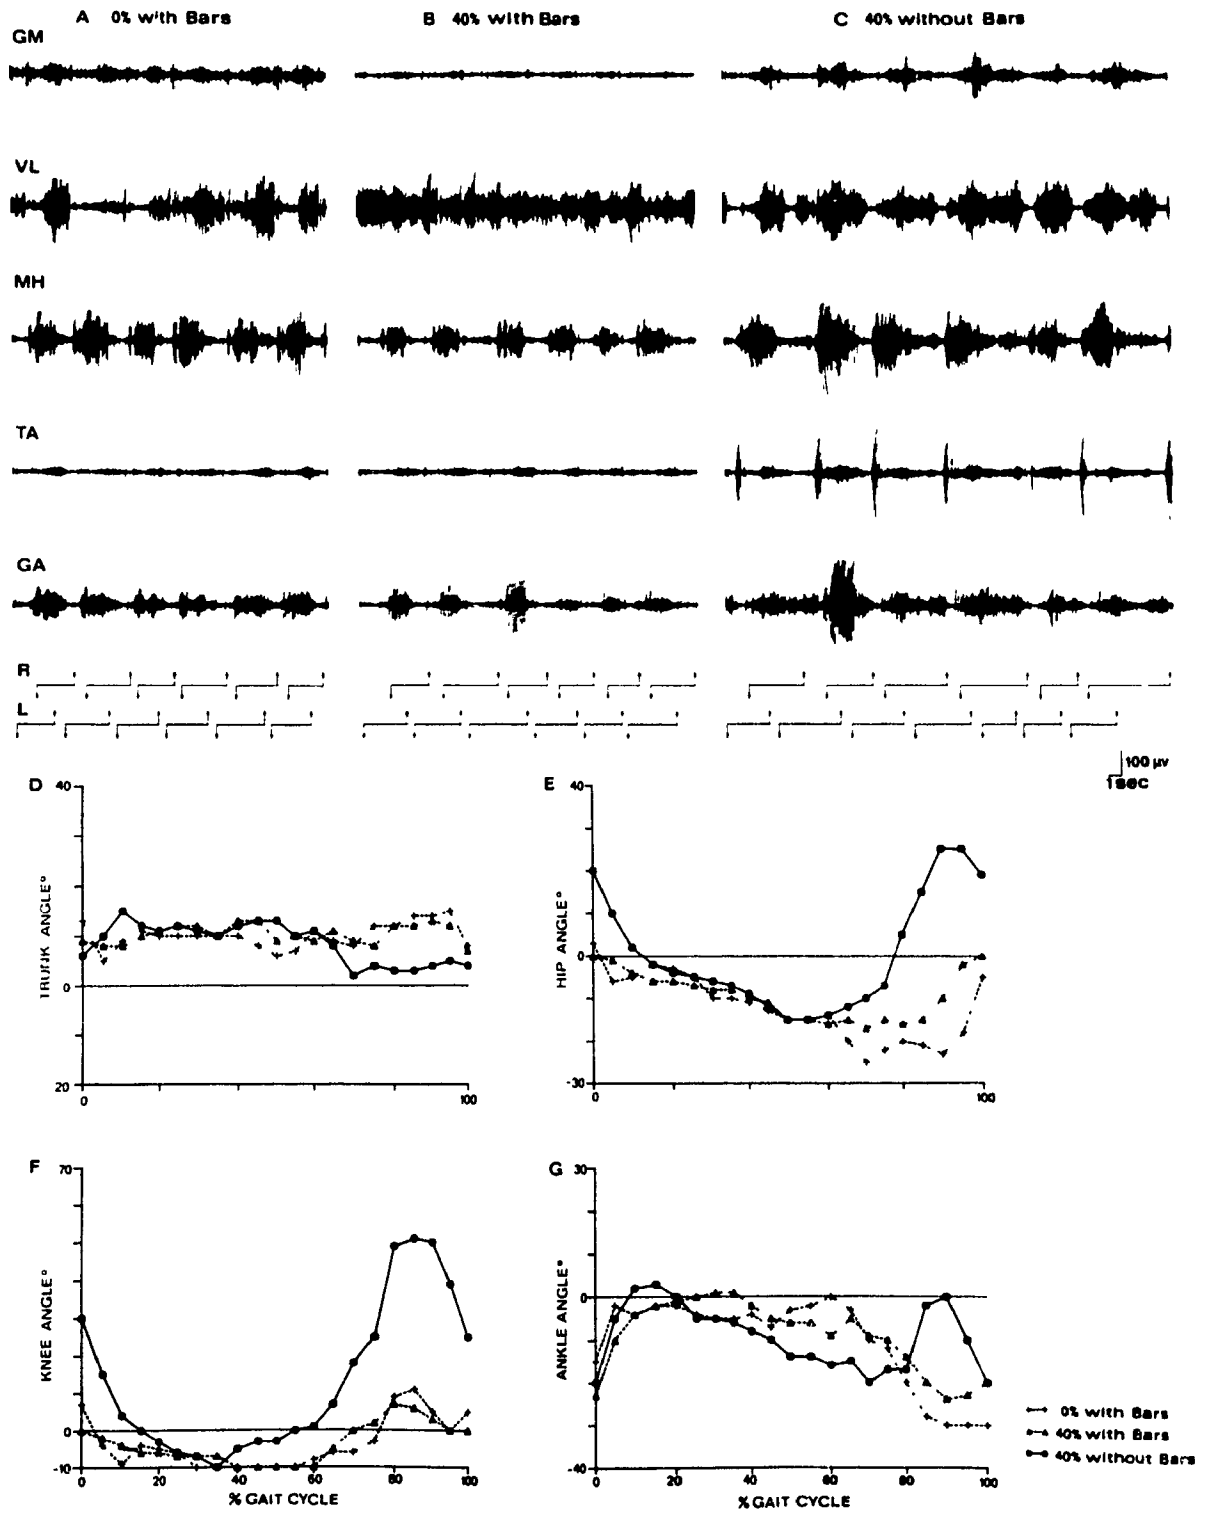 A 0% with Bars
B 40% with Bars
C 40% without Bars
GM
VL
MH
TA
GA
R
L
100 μv
1sec
D
40
TRUNK ANGLE°
0
20
0
100
E
40
HIP ANGLE°
0
-30
0
100
F
70
KNEE ANGLE°
0
-10
0
20
40
60
80
100
% GAIT CYCLE
G
30
ANKLE ANGLE°
0
-40
0
20
40
60
80
100
% GAIT CYCLE
0% with Bars
40% with Bars
40% without Bars